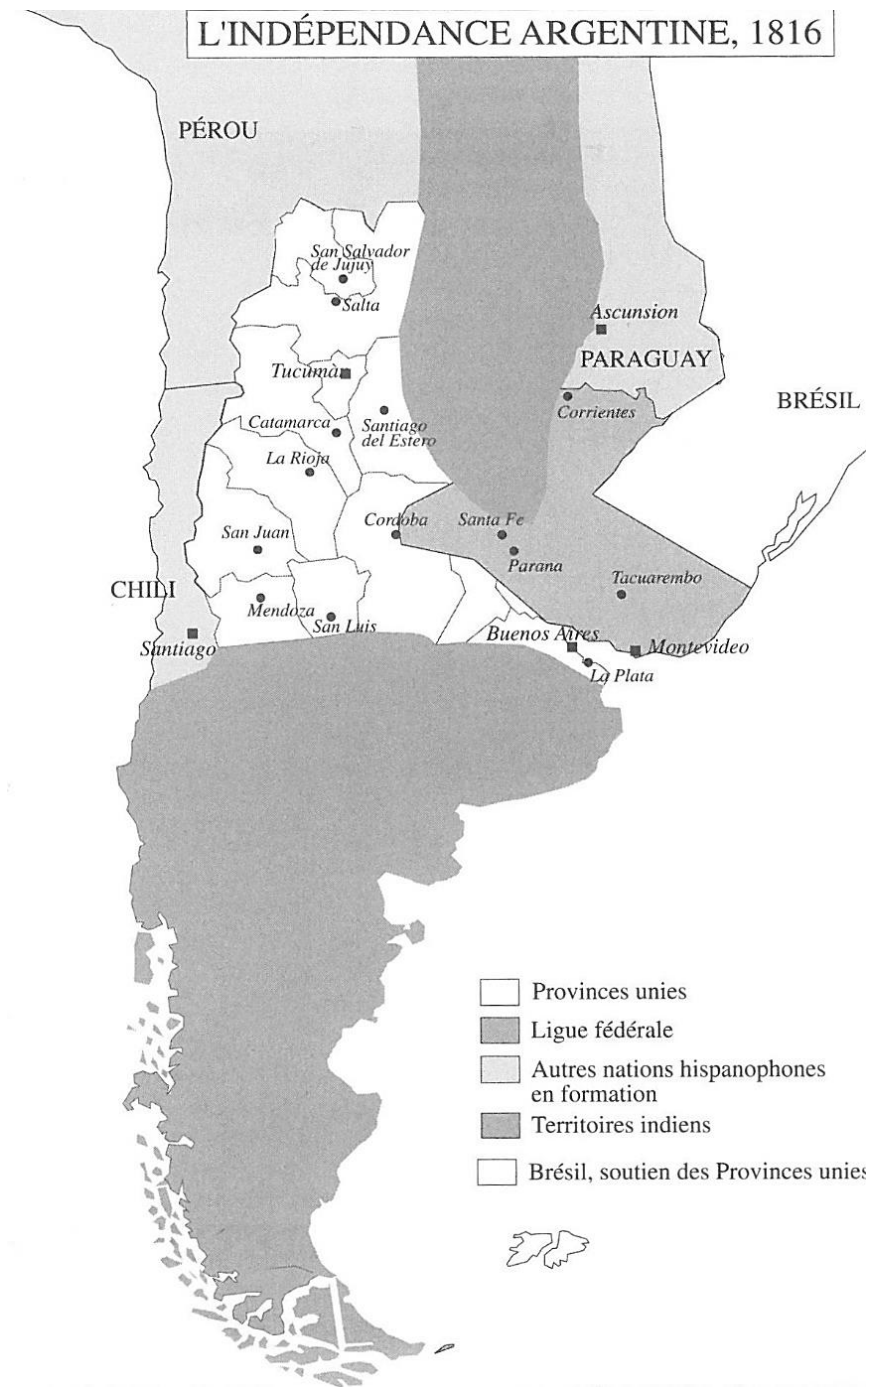 L'INDÉPENDANCE ARGENTINE, 1816
PÉROU
San Salvador
de Jujuy
Salta
Ascunsion
PARAGUAY
Tucumàn
BRÉSIL
Corrientes
Catamarca
Santiago
del Estero
La Rioja
San Juan
Cordoba
Santa Fe
Parana
CHILI
Tacuarembo
Mendoza
San Luis
Buenos Aires
Santiago
Montevideo
La Plata
Provinces unies
Ligue fédérale
Autres nations hispanophones
en formation
Territoires indiens
Brésil, soutien des Provinces unies